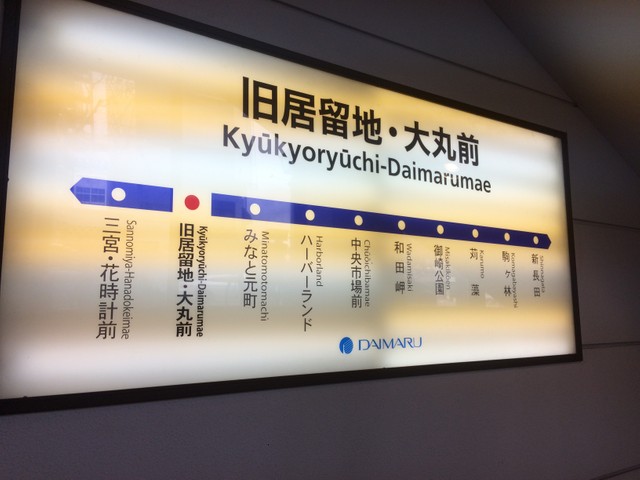 旧居留地・大丸前
Kyūkyoryūchi-Daimarumae
三宮・花時計前
Sannomiya-Hanadokeimae
旧居留地・大丸前
Kyūkyoryūchi-Daimarumae
みなと元町
Minatomotomachi
ハーバーランド
Harborland
中央市場前
Chūōichibamae
和田岬
Wadamisaki
御崎公園
Misakikōen
苅藻
Karumo
駒ヶ林
Komagabayashi
新長田
Shinnagata
DAIMARU